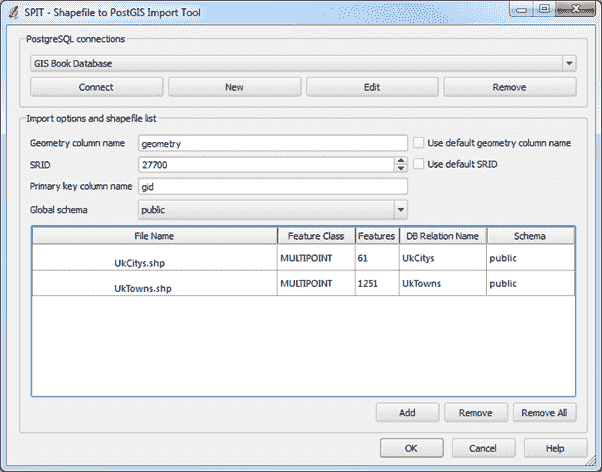 SPIT - Shapefile to PostGIS Import Tool
PostgreSQL connections
GIS Book Database
Connect New Edit Remove
Import options and shapefile list
Geometry column name geometry Use default geometry column name
SRID 27700 Use default SRID
Primary key column name gid
Global schema public
File Name Feature Class Features DB Relation Name Schema
UkCitys.shp MULTIPOINT 61 UkCitys public
UkTowns.shp MULTIPOINT 1251 UkTowns public
Add Remove Remove All
OK Cancel Help